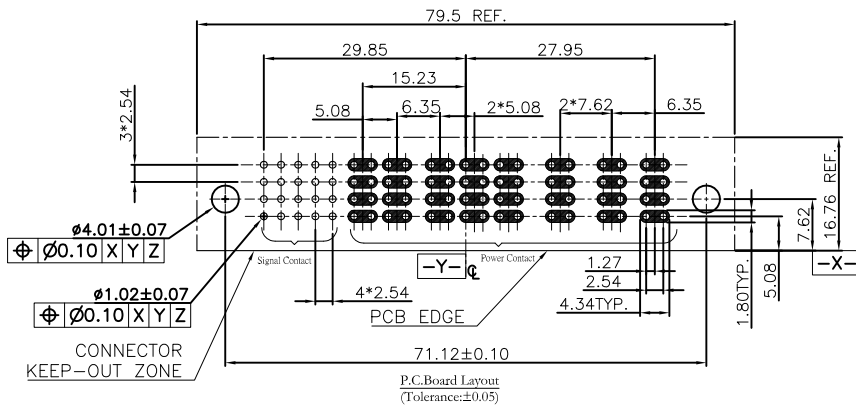 79.5 REF.
29.85
27.95
15.23
5.08
6.35
2*5.08
2*7.62
6.35
3*2.54
16.76 REF.
7.62
5.08
1.80TYP.
ø4.01±0.07
⌖ Ø0.10 X Y Z
ø1.02±0.07
⌖ Ø0.10 X Y Z
Signal Contact
Power Contact
-Y-
℄
-X-
1.27
2.54
4.34TYP.
4*2.54
PCB EDGE
CONNECTOR
KEEP-OUT ZONE
71.12±0.10
P.C.Board Layout
(Tolerance:±0.05)